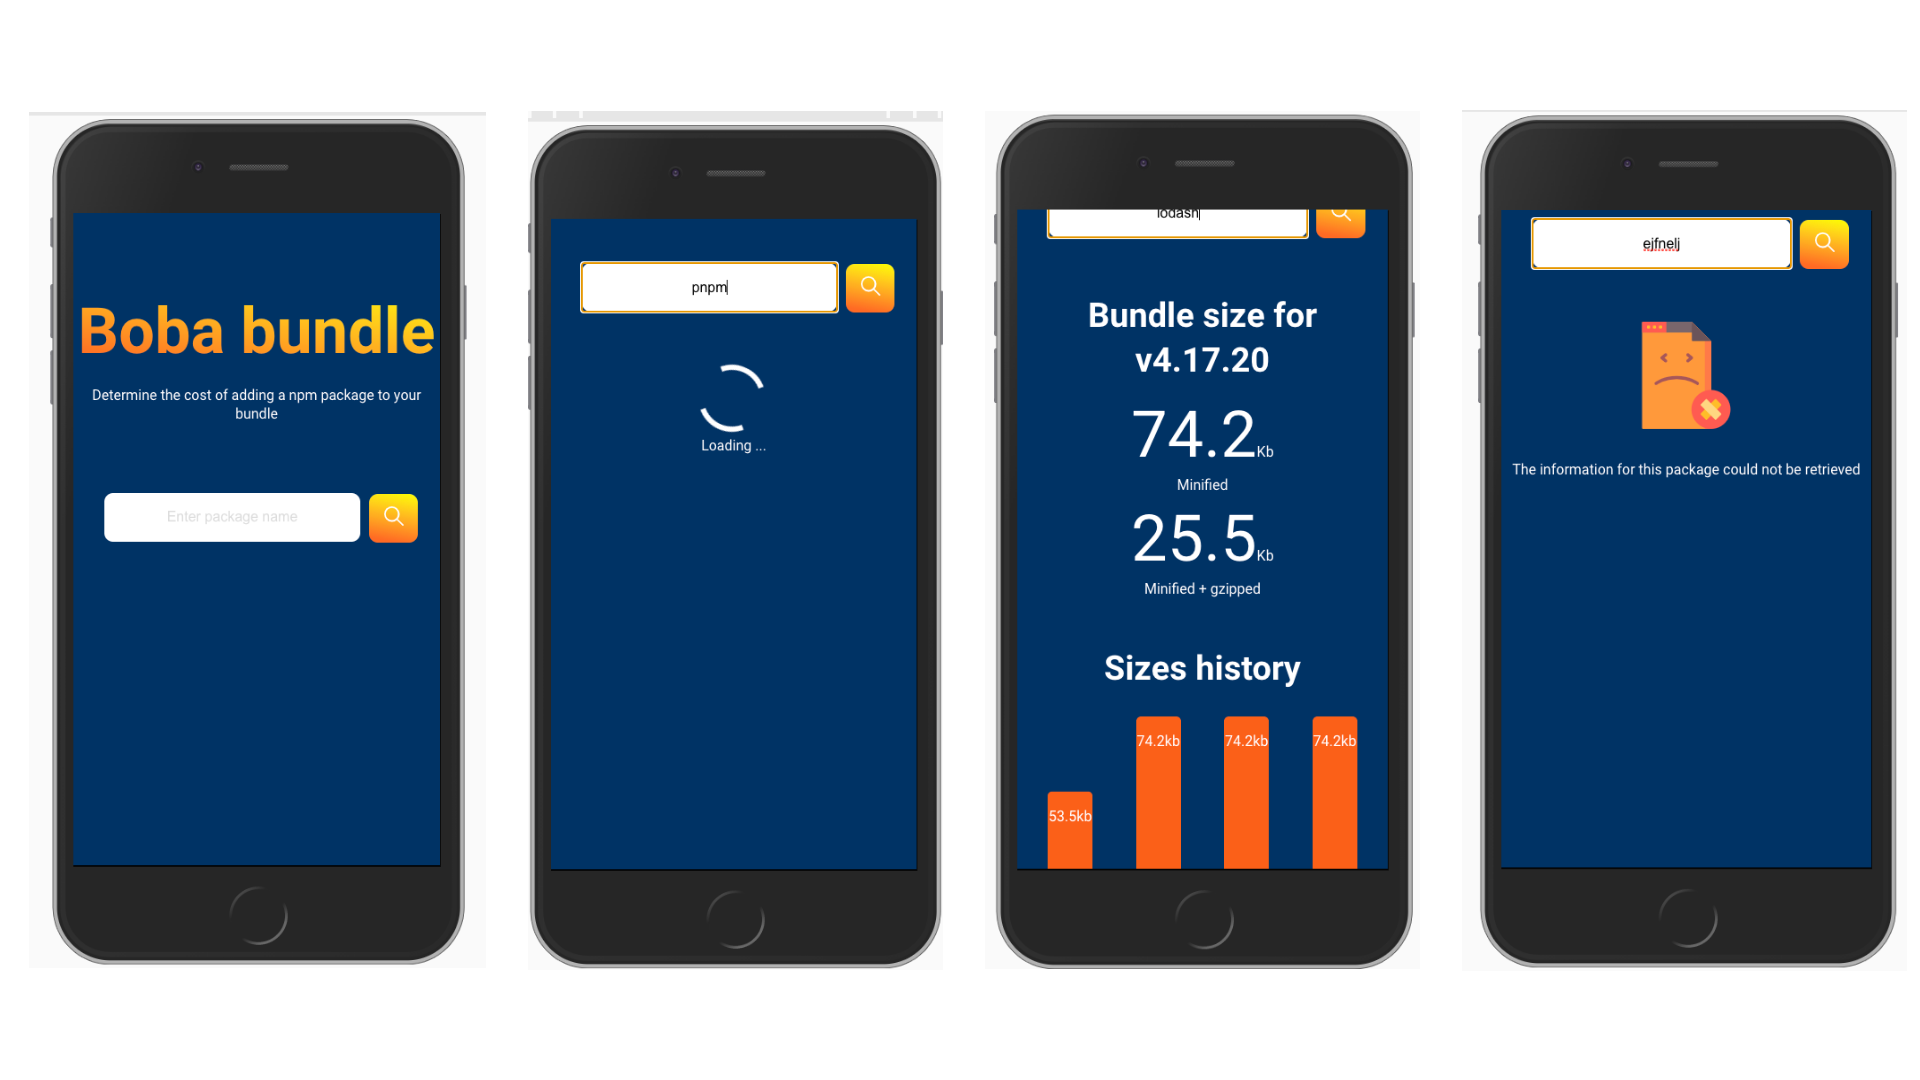 Boba bundle
Determine the cost of adding a npm package to your
bundle
Enter package name
pnpm
Loading ...
lodash
Bundle size for
v4.17.20
74.2Kb
Minified
25.5Kb
Minified + gzipped
Sizes history
53.5kb
74.2kb
74.2kb
74.2kb
ejfnelj
The information for this package could not be retrieved